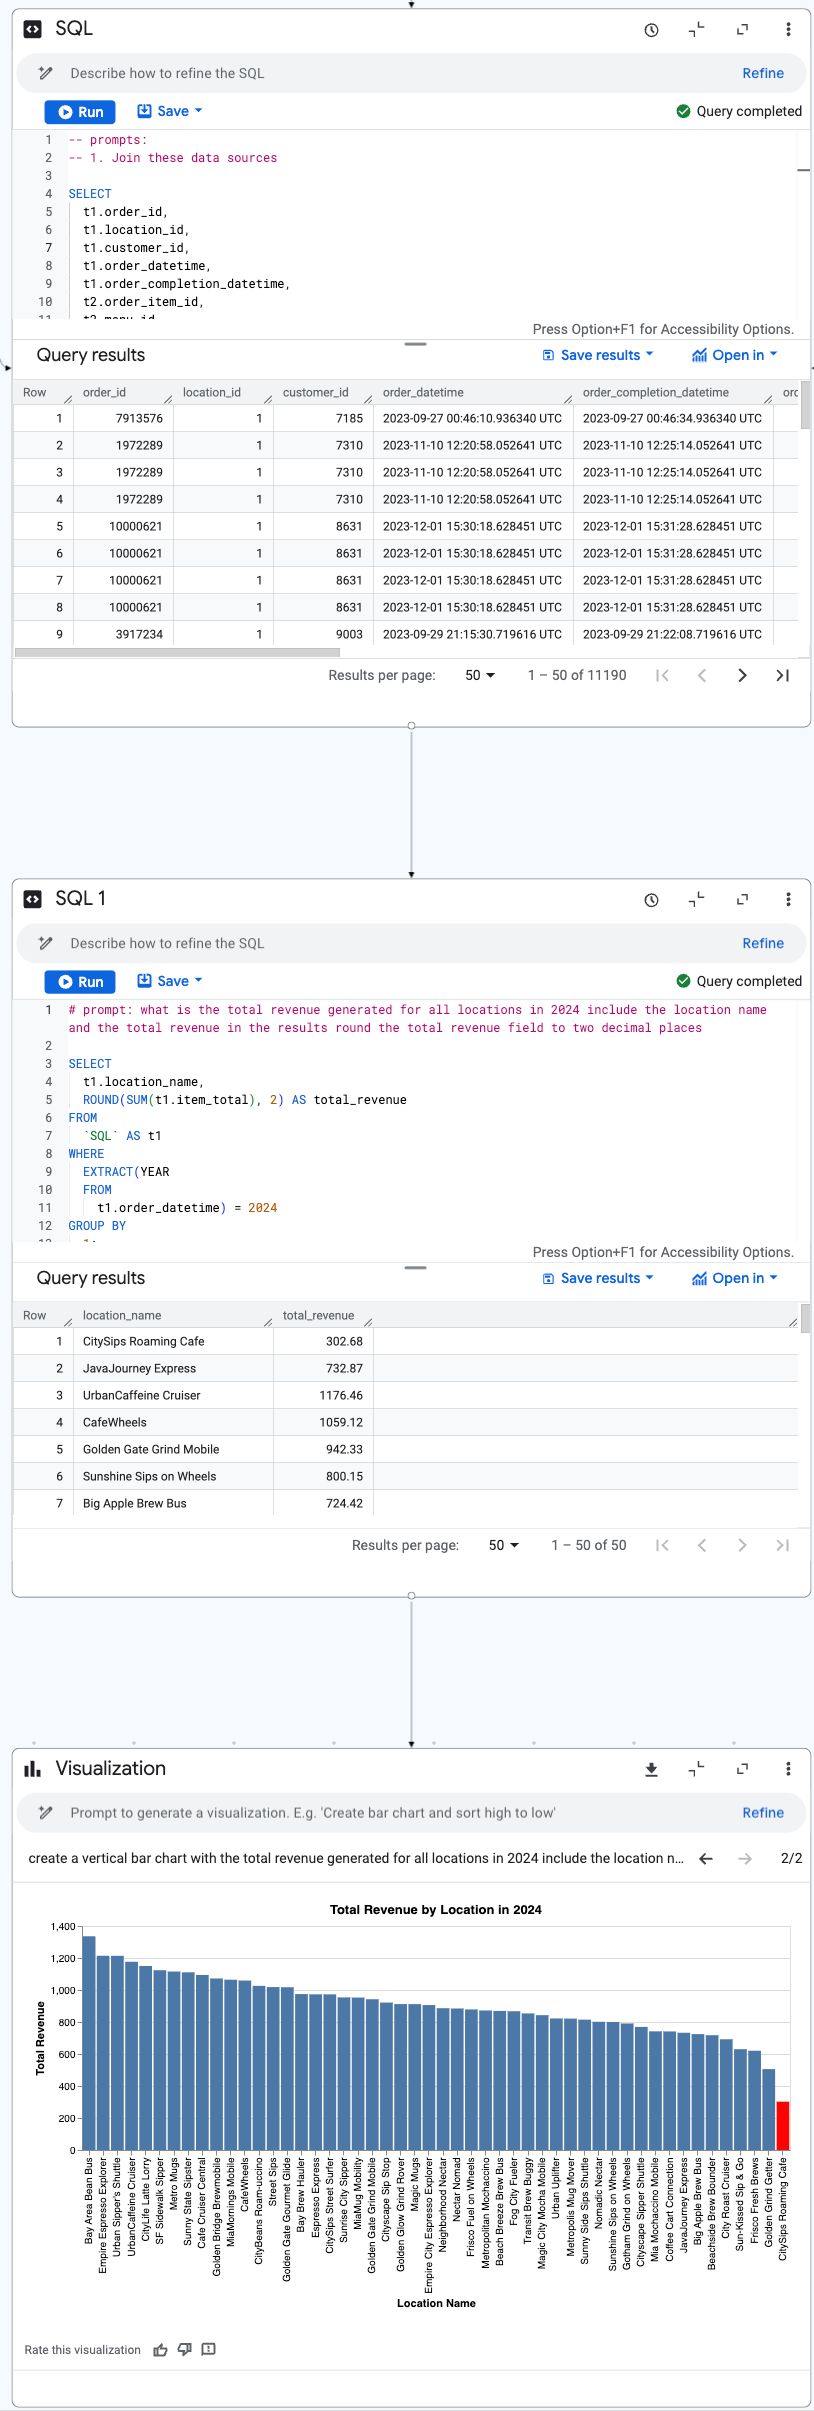 SQL
Describe how to refine the SQL
Refine
Run
Save
Query completed
1 -- prompts:
2 -- 1. Join these data sources
3
4 SELECT
5 t1.order_id,
6 t1.location_id,
7 t1.customer_id,
8 t1.order_datetime,
9 t1.order_completion_datetime,
10 t2.order_item_id,
Press Option+F1 for Accessibility Options.
Query results
Save results
Open in
Row order_id location_id customer_id order_datetime order_completion_datetime orc
1 7913576 1 7185 2023-09-27 00:46:10.936340 UTC 2023-09-27 00:46:34.936340 UTC
2 1972289 1 7310 2023-11-10 12:20:58.052641 UTC 2023-11-10 12:25:14.052641 UTC
3 1972289 1 7310 2023-11-10 12:20:58.052641 UTC 2023-11-10 12:25:14.052641 UTC
4 1972289 1 7310 2023-11-10 12:20:58.052641 UTC 2023-11-10 12:25:14.052641 UTC
5 10000621 1 8631 2023-12-01 15:30:18.628451 UTC 2023-12-01 15:31:28.628451 UTC
6 10000621 1 8631 2023-12-01 15:30:18.628451 UTC 2023-12-01 15:31:28.628451 UTC
7 10000621 1 8631 2023-12-01 15:30:18.628451 UTC 2023-12-01 15:31:28.628451 UTC
8 10000621 1 8631 2023-12-01 15:30:18.628451 UTC 2023-12-01 15:31:28.628451 UTC
9 3917234 1 9003 2023-09-29 21:15:30.719616 UTC 2023-09-29 21:22:08.719616 UTC
Results per page: 50 1 – 50 of 11190
SQL 1
Describe how to refine the SQL
Refine
Run
Save
Query completed
1 # prompt: what is the total revenue generated for all locations in 2024 include the location name
and the total revenue in the results round the total revenue field to two decimal places
2
3 SELECT
4 t1.location_name,
5 ROUND(SUM(t1.item_total), 2) AS total_revenue
6 FROM
7 `SQL` AS t1
8 WHERE
9 EXTRACT(YEAR
10 FROM
11 t1.order_datetime) = 2024
12 GROUP BY
Press Option+F1 for Accessibility Options.
Query results
Save results
Open in
Row location_name total_revenue
1 CitySips Roaming Cafe 302.68
2 JavaJourney Express 732.87
3 UrbanCaffeine Cruiser 1176.46
4 CafeWheels 1059.12
5 Golden Gate Grind Mobile 942.33
6 Sunshine Sips on Wheels 800.15
7 Big Apple Brew Bus 724.42
Results per page: 50 1 – 50 of 50
Visualization
Prompt to generate a visualization. E.g. 'Create bar chart and sort high to low'
Refine
create a vertical bar chart with the total revenue generated for all locations in 2024 include the location n...
2/2
Total Revenue by Location in 2024
Total Revenue
1,400
1,200
1,000
800
600
400
200
0
Bay Area Bean Bus
Empire Espresso Explorer
Urban Sipper's Shuttle
UrbanCaffeine Cruiser
CityLife Latte Lorry
SF Sidewalk Sipper
Metro Mugs
Sunny State Sipster
Cafe Cruiser Central
Golden Bridge Brewmobile
MiaMornings Mobile
CafeWheels
CityBeans Roam-uccino
Street Sips
Golden Gate Gourmet Glide
Bay Brew Hauler
Espresso Express
CitySips Street Surfer
Sunrise City Sipper
MiaMug Mobility
Golden Gate Grind Mobile
Cityscape Sip Stop
Golden Glow Grind Rover
Magic Mugs
Empire City Espresso Explorer
Neighborhood Nectar
Nectar Nomad
Frisco Fuel on Wheels
Metropolitan Mochaccino
Beach Breeze Brew Bus
Fog City Fueler
Transit Brew Buggy
Magic City Mocha Mobile
Urban Uplifter
Metropolis Mug Mover
Sunny Side Sips Shuttle
Nomadic Nectar
Sunshine Sips on Wheels
Gotham Grind on Wheels
Cityscape Sipper Shuttle
Mia Mochaccino Mobile
Coffee Cart Connection
JavaJourney Express
Big Apple Brew Bus
Beachside Brew Bounder
City Roast Cruiser
Sun-Kissed Sip & Go
Frisco Fresh Brews
Golden Grind Getter
CitySips Roaming Cafe
Location Name
Rate this visualization